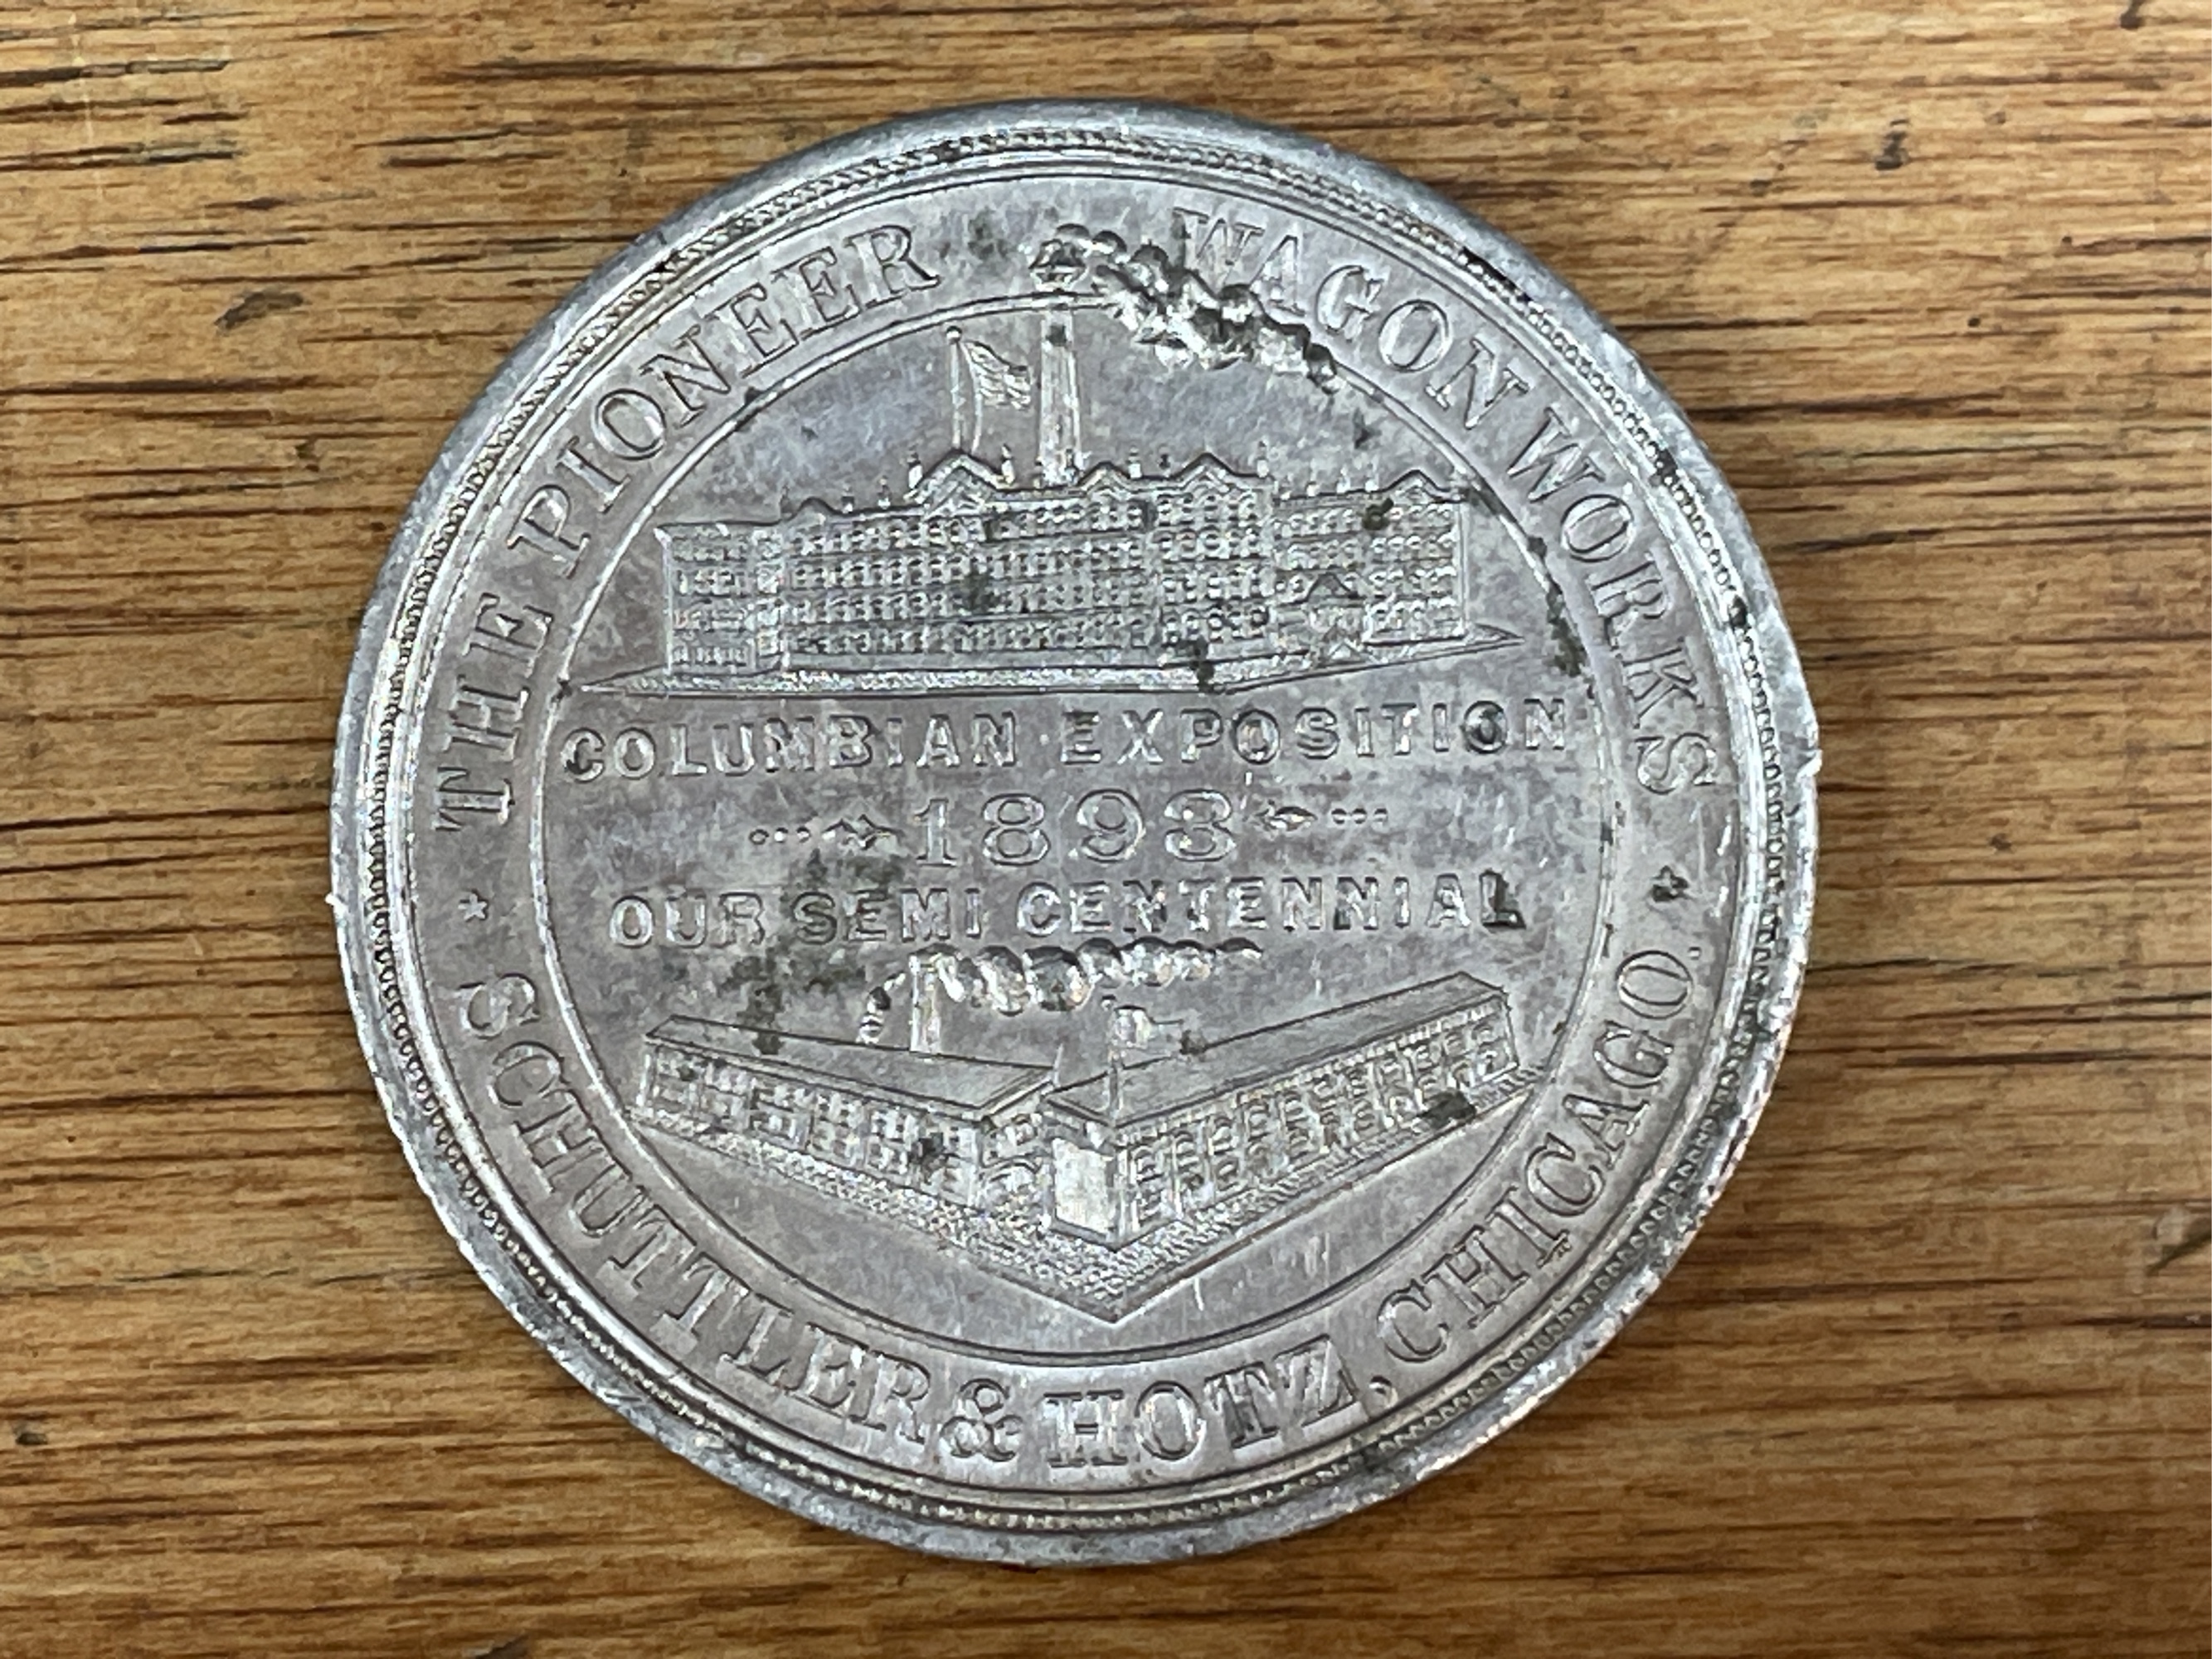 THE PIONEER WAGON WORKS
COLUMBIAN EXPOSITION
1893
OUR SEMI CENTENNIAL
SCHUTTLER & HOTZ, CHICAGO.